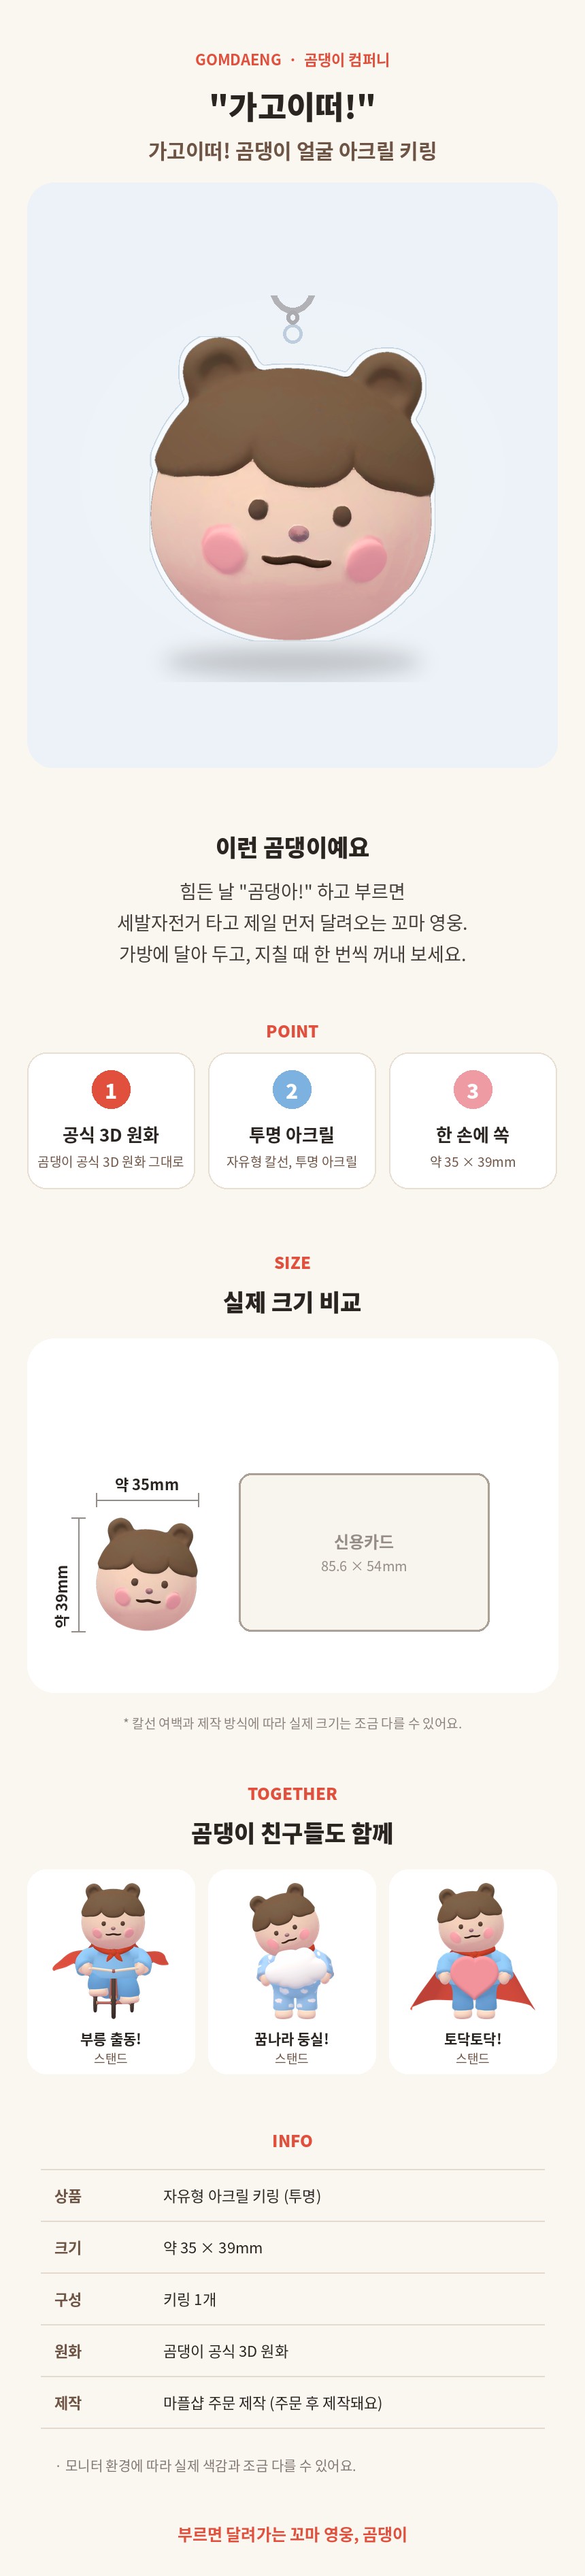 GOMDAENG · 곰댕이 컴퍼니
"가고이떠!"
가고이떠! 곰댕이 얼굴 아크릴 키링
이런 곰댕이예요
힘든 날 "곰댕아!" 하고 부르면
세발자전거 타고 제일 먼저 달려오는 꼬마 영웅.
가방에 달아 두고, 지칠 때 한 번씩 꺼내 보세요.
POINT
1
공식 3D 원화
곰댕이 공식 3D 원화 그대로
2
투명 아크릴
자유형 칼선, 투명 아크릴
3
한 손에 쏙
약 35 × 39mm
SIZE
실제 크기 비교
약 35mm
약 39mm
신용카드
85.6 × 54mm
* 칼선 여백과 제작 방식에 따라 실제 크기는 조금 다를 수 있어요.
TOGETHER
곰댕이 친구들도 함께
부릉 출동!
스탠드
꿈나라 둥실!
스탠드
토닥토닥!
스탠드
INFO
상품 자유형 아크릴 키링 (투명)
크기 약 35 × 39mm
구성 키링 1개
원화 곰댕이 공식 3D 원화
제작 마플샵 주문 제작 (주문 후 제작돼요)
· 모니터 환경에 따라 실제 색감과 조금 다를 수 있어요.
부르면 달려가는 꼬마 영웅, 곰댕이